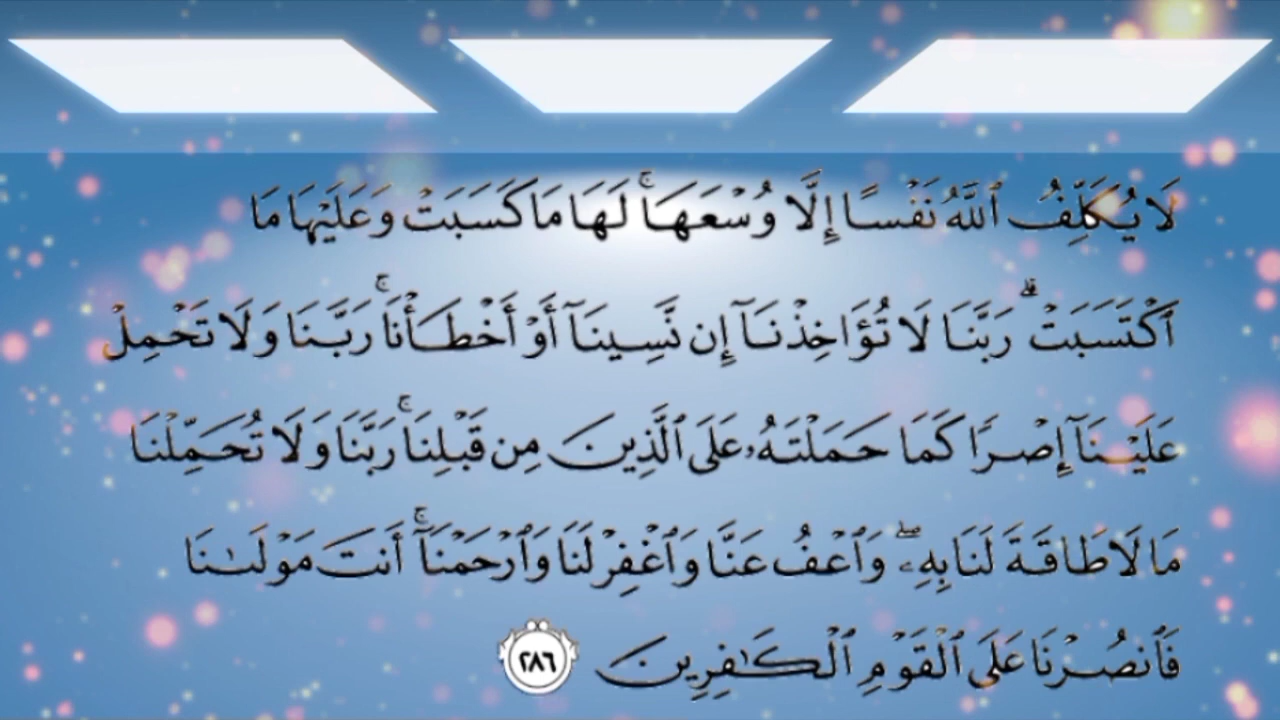 لَا يُكَلِّفُ ٱللَّهُ نَفْسًا إِلَّا وُسْعَهَا ۚ لَهَا مَا كَسَبَتْ وَعَلَيْهَا مَا
ٱكْتَسَبَتْ ۗ رَبَّنَا لَا تُؤَاخِذْنَآ إِن نَّسِينَآ أَوْ أَخْطَأْنَا ۚ رَبَّنَا وَلَا تَحْمِلْ
عَلَيْنَآ إِصْرًا كَمَا حَمَلْتَهُۥ عَلَى ٱلَّذِينَ مِن قَبْلِنَا ۚ رَبَّنَا وَلَا تُحَمِّلْنَا
مَا لَا طَاقَةَ لَنَا بِهِۦ ۖ وَٱعْفُ عَنَّا وَٱغْفِرْ لَنَا وَٱرْحَمْنَآ ۚ أَنتَ مَوْلَىٰنَا
فَٱنصُرْنَا عَلَى ٱلْقَوْمِ ٱلْكَٰفِرِينَ ٢٨٦